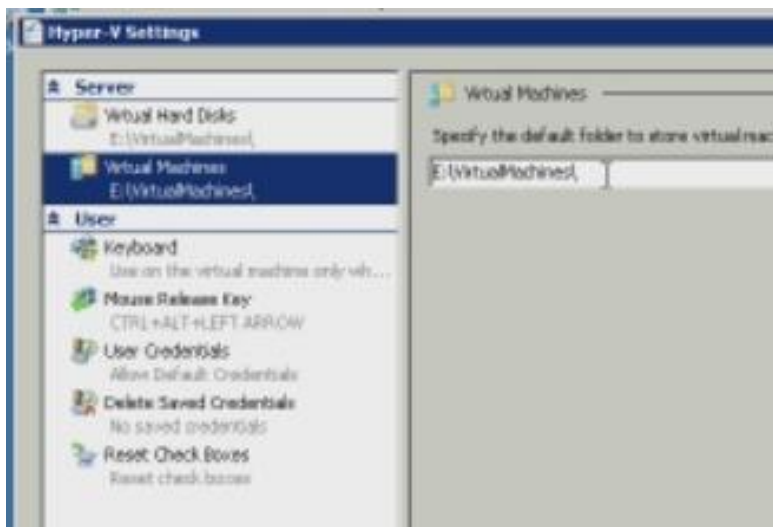 Hyper-V Settings
Server
Virtual Hard Disks
E:\VirtualMachines\
Virtual Machines
E:\VirtualMachines\
User
Keyboard
Use on the virtual machine only wh...
Mouse Release Key
CTRL+ALT+LEFT ARROW
User Credentials
Allow Default Credentials
Delete Saved Credentials
No saved credentials
Reset Check Boxes
Reset check boxes
Virtual Machines
Specify the default folder to store virtual mac
E:\VirtualMachines\